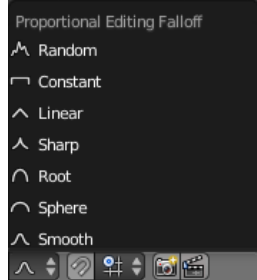 Proportional Editing Falloff
Random
Constant
Linear
Sharp
Root
Sphere
Smooth